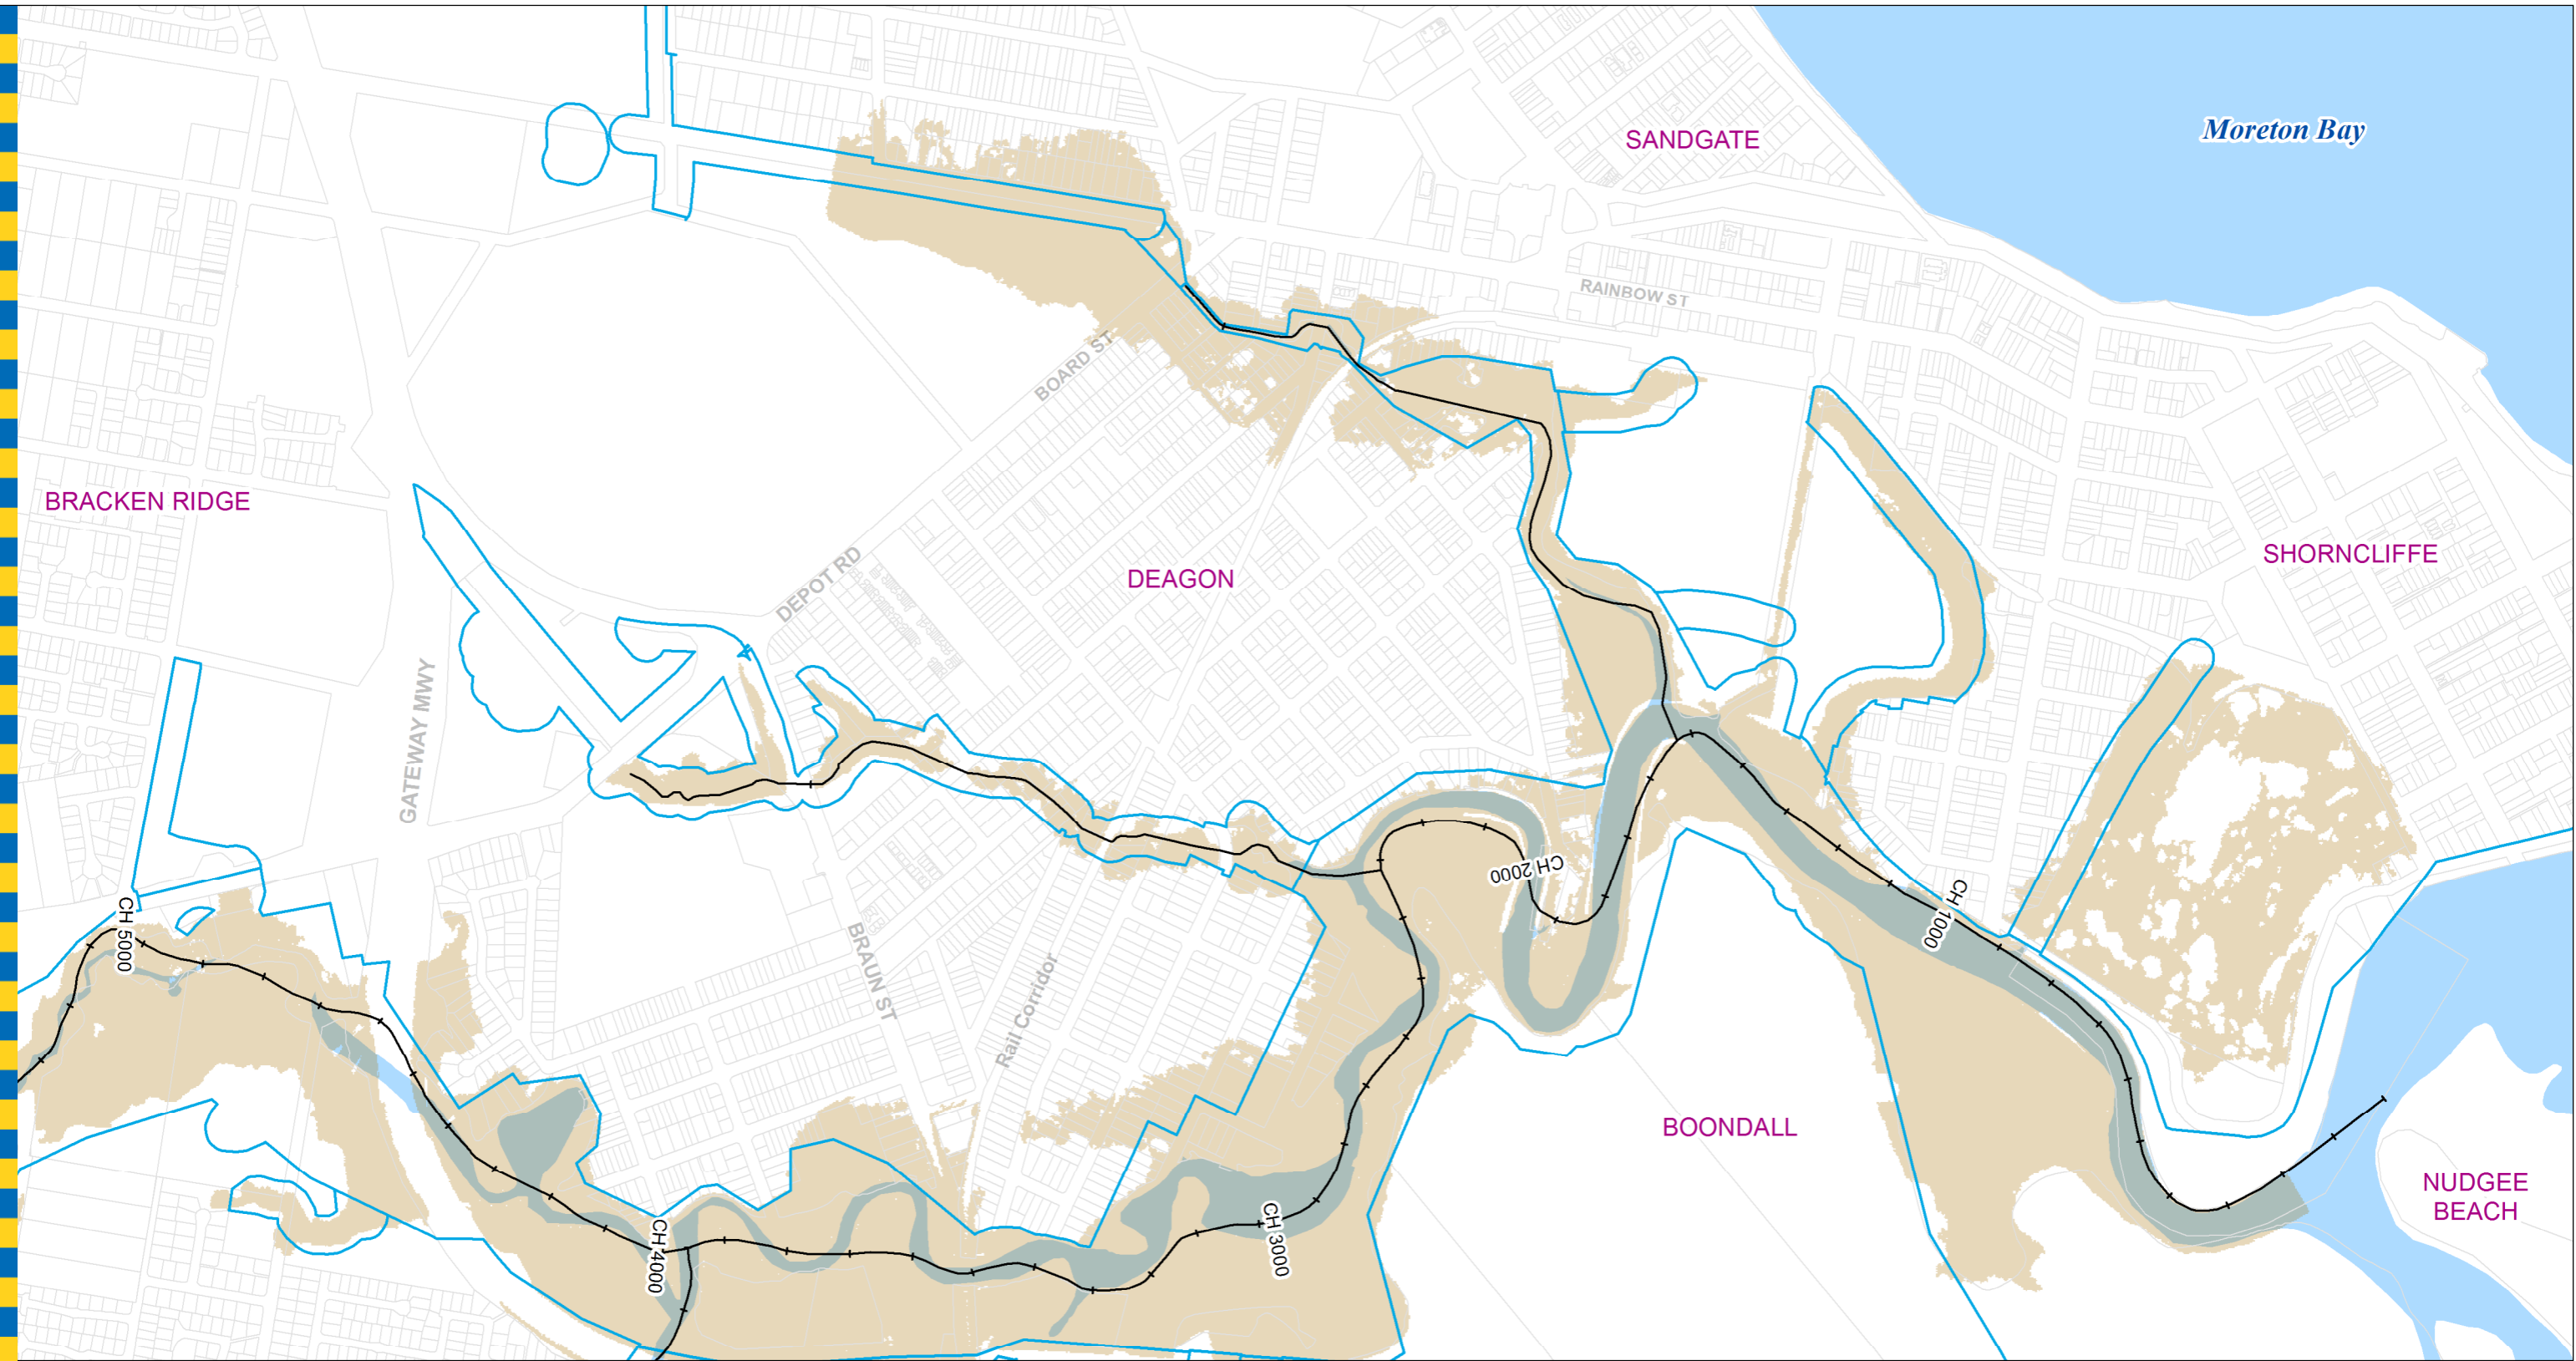 Moreton Bay
SANDGATE
RAINBOW ST
BOARD ST
BRACKEN RIDGE
SHORNCLIFFE
DEAGON
DEPOT RD
GATEWAY MWY
CH 2000
CH 1000
CH 5000
BRAUN ST
Rail Corridor
BOONDALL
NUDGEE
BEACH
CH 4000
CH 3000